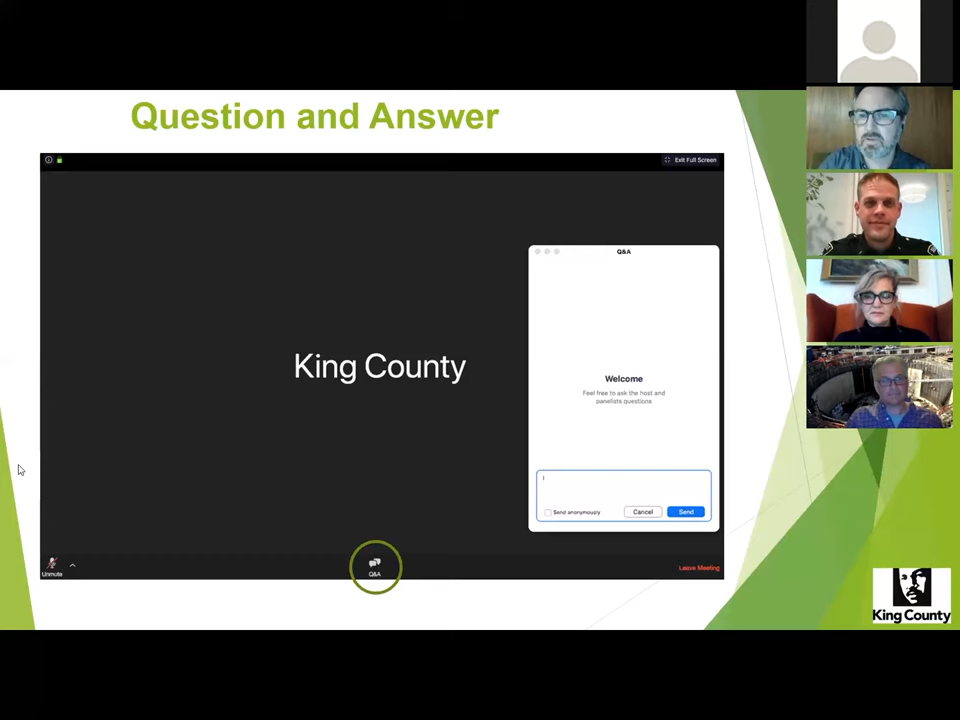 Question and Answer
Exit Full Screen
Q&A
King County
Welcome
Feel free to ask the host and
panelists questions
Send anonymously
Cancel
Send
Unmute
Q&A
Leave Meeting
King County